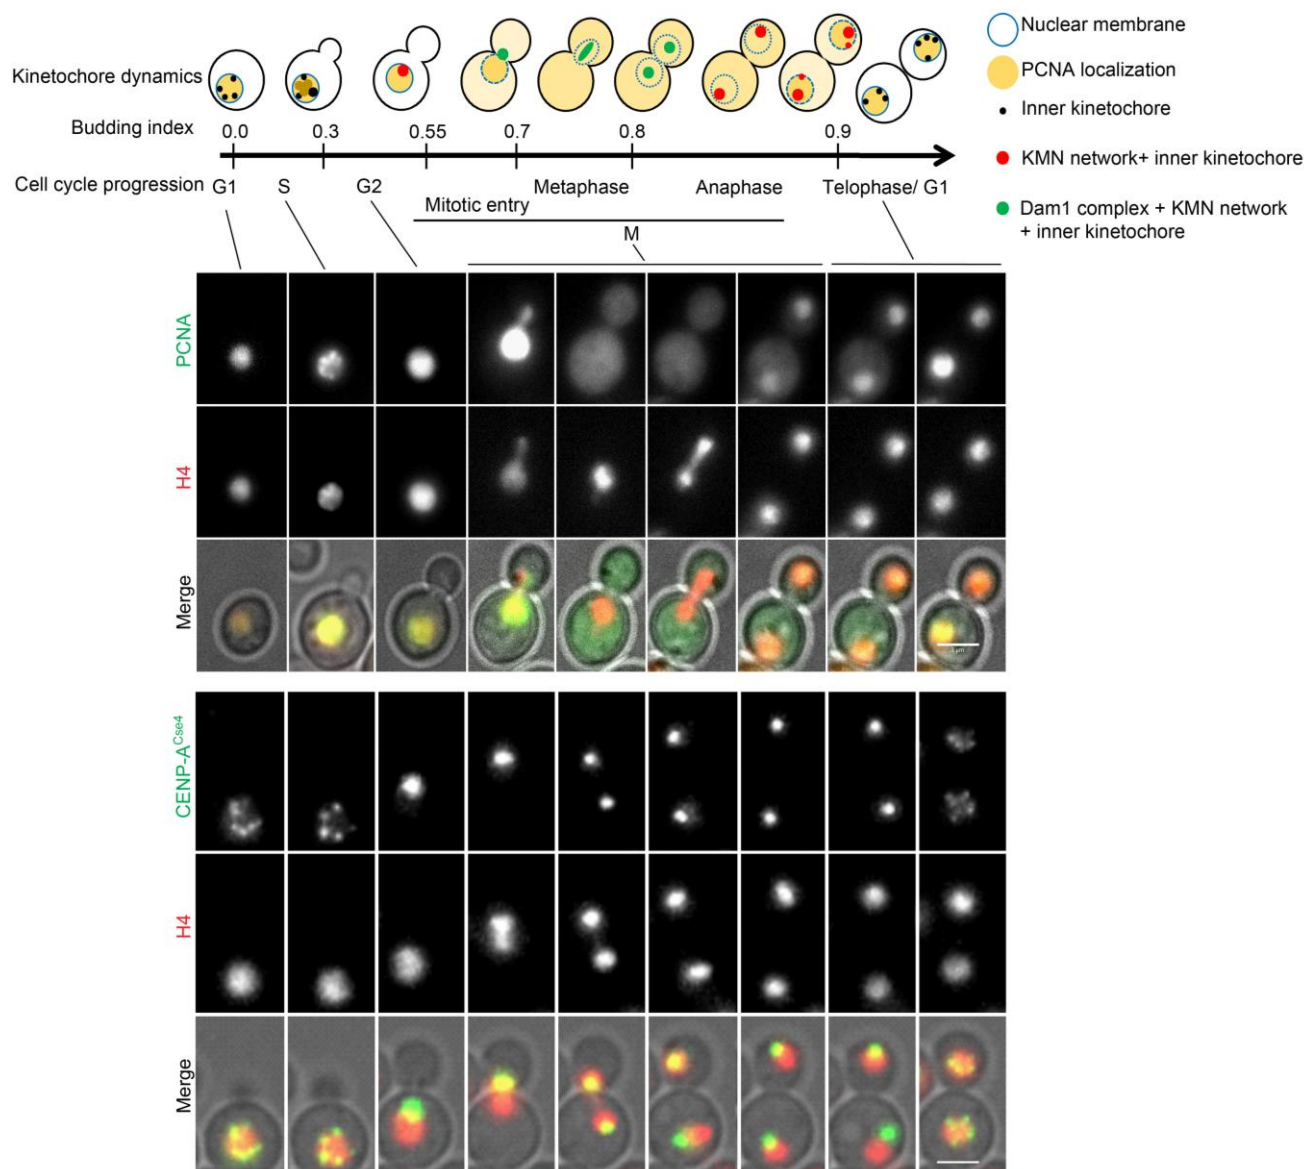 Kinetochore dynamics
Budding index
0.0
0.3
0.55
0.7
0.8
0.9
Cell cycle progression
G1
S
G2
Metaphase
Anaphase
Telophase/ G1
Mitotic entry
M
Nuclear membrane
PCNA localization
Inner kinetochore
KMN network+ inner kinetochore
Dam1 complex + KMN network
+ inner kinetochore
PCNA
H4
Merge
CENP-A^Cse4
H4
Merge